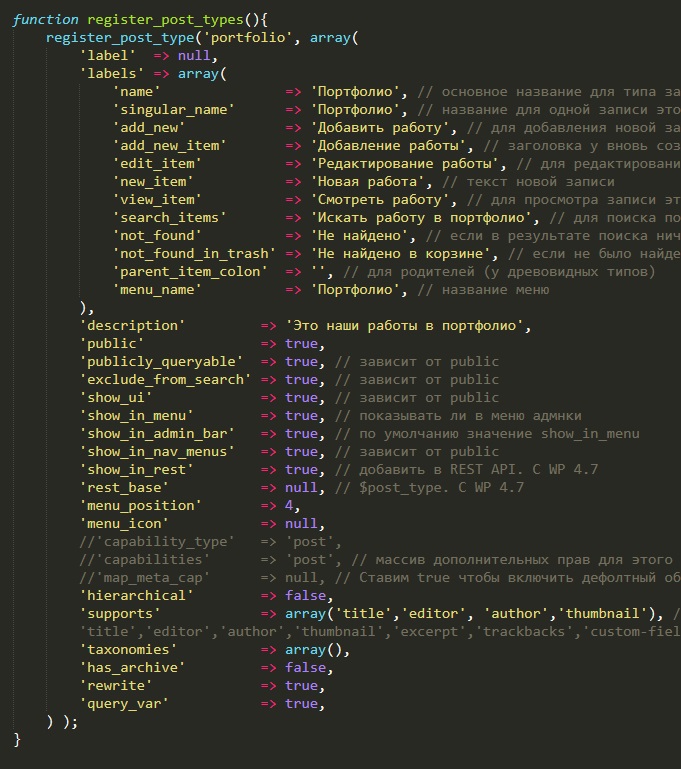 function register_post_types(){
register_post_type('portfolio', array(
'label' => null,
'labels' => array(
'name' => 'Портфолио', // основное название для типа за
'singular_name' => 'Портфолио', // название для одной записи это
'add_new' => 'Добавить работу', // для добавления новой за
'add_new_item' => 'Добавление работы', // заголовка у вновь соз
'edit_item' => 'Редактирование работы', // для редактировани
'new_item' => 'Новая работа', // текст новой записи
'view_item' => 'Смотреть работу', // для просмотра записи эт
'search_items' => 'Искать работу в портфолио', // для поиска по
'not_found' => 'Не найдено', // если в результате поиска нич
'not_found_in_trash' => 'Не найдено в корзине', // если не было найде
'parent_item_colon' => '', // для родителей (у древовидных типов)
'menu_name' => 'Портфолио', // название меню
),
'description' => 'Это наши работы в портфолио',
'public' => true,
'publicly_queryable' => true, // зависит от public
'exclude_from_search' => true, // зависит от public
'show_ui' => true, // зависит от public
'show_in_menu' => true, // показывать ли в меню адмнки
'show_in_admin_bar' => true, // по умолчанию значение show_in_menu
'show_in_nav_menus' => true, // зависит от public
'show_in_rest' => true, // добавить в REST API. C WP 4.7
'rest_base' => null, // $post_type. C WP 4.7
'menu_position' => 4,
'menu_icon' => null,
//'capability_type' => 'post',
//'capabilities' => 'post', // массив дополнительных прав для этого
//'map_meta_cap' => null, // Ставим true чтобы включить дефолтный об
'hierarchical' => false,
'supports' => array('title','editor', 'author','thumbnail'), //
'title','editor','author','thumbnail','excerpt','trackbacks','custom-fiel
'taxonomies' => array(),
'has_archive' => false,
'rewrite' => true,
'query_var' => true,
) );
}